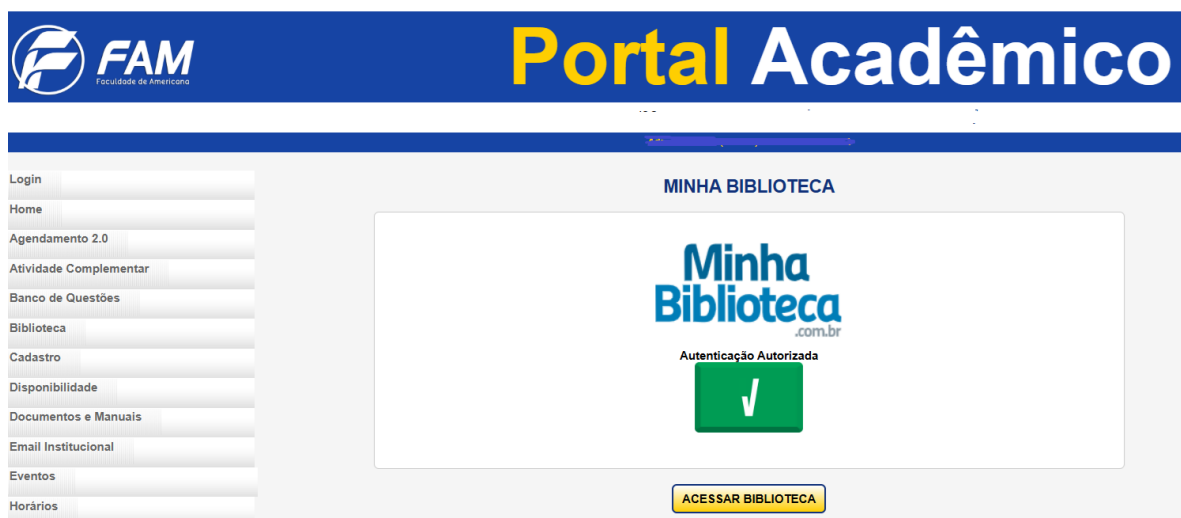 FAM
Faculdade de Americana
Portal Acadêmico
Login
Home
Agendamento 2.0
Atividade Complementar
Banco de Questões
Biblioteca
Cadastro
Disponibilidade
Documentos e Manuais
Email Institucional
Eventos
Horários
MINHA BIBLIOTECA
Minha
Biblioteca
.com.br
Autenticação Autorizada
ACESSAR BIBLIOTECA